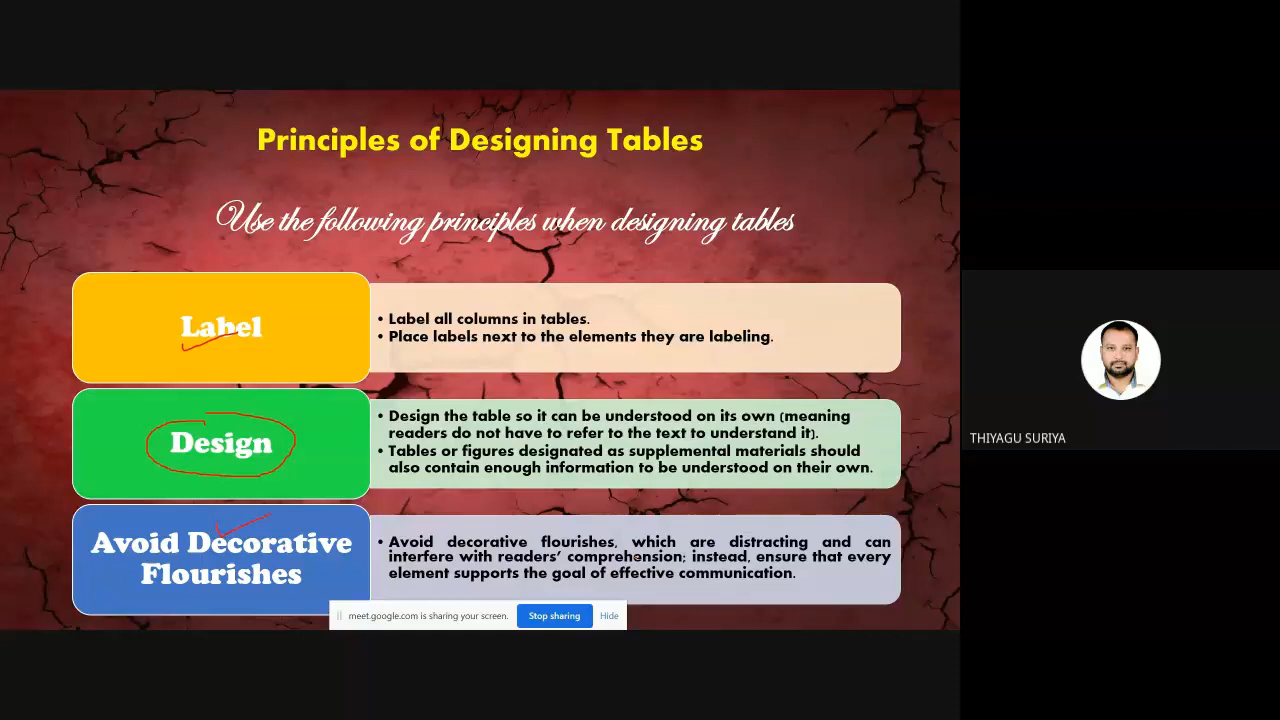 Principles of Designing Tables
Use the following principles when designing tables
Label
• Label all columns in tables.
• Place labels next to the elements they are labeling.
Design
• Design the table so it can be understood on its own (meaning
readers do not have to refer to the text to understand it).
• Tables or figures designated as supplemental materials should
also contain enough information to be understood on their own.
Avoid Decorative
Flourishes
• Avoid decorative flourishes, which are distracting and can
interfere with readers’ comprehension; instead, ensure that every
element supports the goal of effective communication.
meet.google.com is sharing your screen.
Stop sharing
Hide
THIYAGU SURIYA